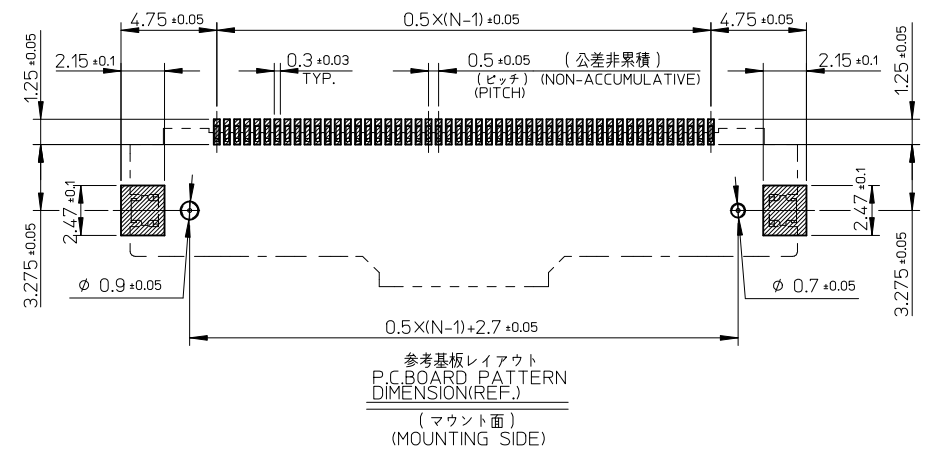 4.75 ±0.05
0.5×(N-1) ±0.05
4.75 ±0.05
1.25 ±0.05
2.15 ±0.1
0.3 ±0.03
TYP.
0.5 ±0.05
(ピッチ)
(PITCH)
(公差非累積)
(NON-ACCUMULATIVE)
2.15 ±0.1
1.25 ±0.05
2.47 ±0.1
3.275 ±0.05
2.47 ±0.1
3.275 ±0.05
φ 0.9 ±0.05
φ 0.7 ±0.05
0.5×(N-1)+2.7 ±0.05
参考基板レイアウト
P.C.BOARD PATTERN
DIMENSION(REF.)
(マウント面)
(MOUNTING SIDE)